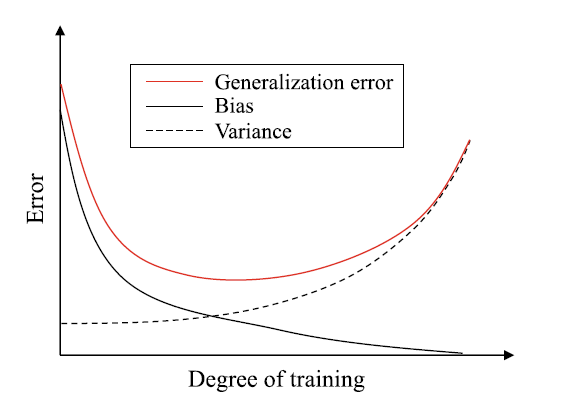 Generalization error
Bias
Variance
Error
Degree of training